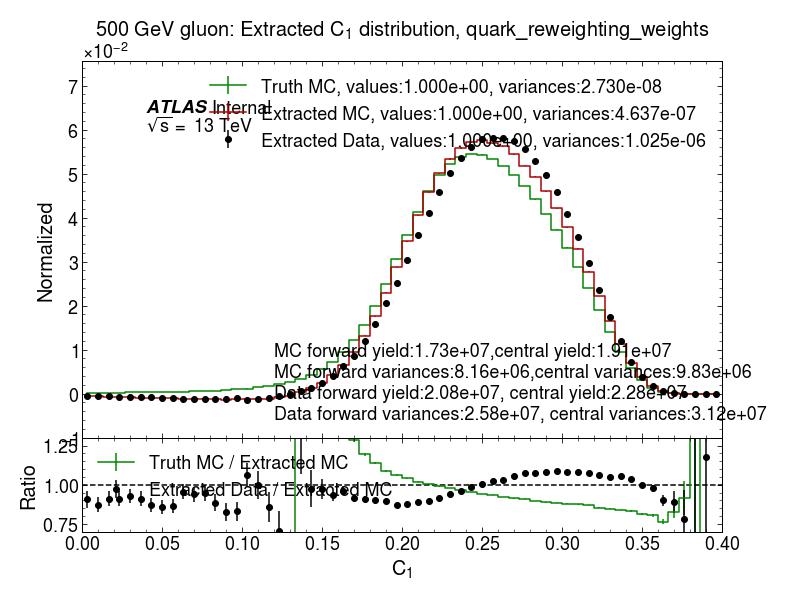 500 GeV gluon: Extracted C1 distribution, quark_reweighting_weights
×10−2
Truth MC, values:1.000e+00, variances:2.730e-08
ATLAS Internal
Extracted MC, values:1.000e+00, variances:4.637e-07
√s = 13 TeV
Extracted Data, values:1.000e+00, variances:1.025e-06
7
6
5
4
3
2
1
0
Normalized
MC forward yield:1.73e+07,central yield:1.91e+07
MC forward variances:8.16e+06,central variances:9.83e+06
Data forward yield:2.08e+07, central yield:2.28e+07
Data forward variances:2.58e+07, central variances:3.12e+07
1.25
1.00
0.75
Ratio
Truth MC / Extracted MC
Extracted Data / Extracted MC
0.00 0.05 0.10 0.15 0.20 0.25 0.30 0.35 0.40
C1